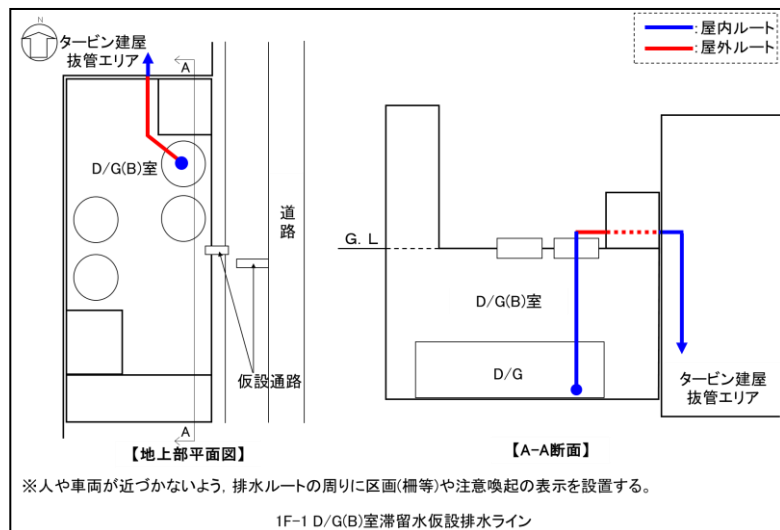 N
タービン建屋
抜管エリア
A
:屋内ルート
:屋外ルート
D/G(B)室
道路
G. L
D/G(B)室
D/G
仮設通路
タービン建屋
抜管エリア
A
【地上部平面図】
【A-A断面】
※人や車両が近づかないよう, 排水ルートの周りに区画(柵等)や注意喚起の表示を設置する。
1F-1 D/G(B)室滞留水仮設排水ライン